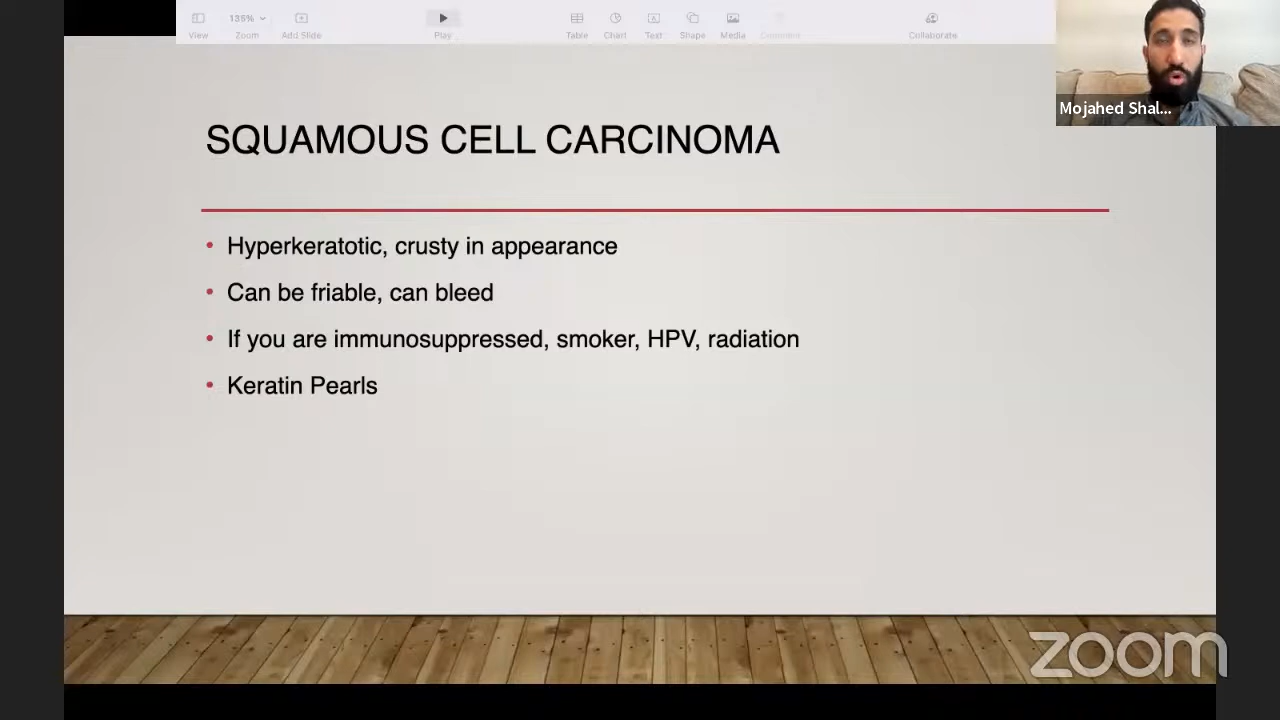 135%
View
Zoom
Add Slide
Play
Table
Chart
Text
Shape
Media
Comment
Collaborate
Mojahed Shal...
SQUAMOUS CELL CARCINOMA
• Hyperkeratotic, crusty in appearance
• Can be friable, can bleed
• If you are immunosuppressed, smoker, HPV, radiation
• Keratin Pearls
zoom